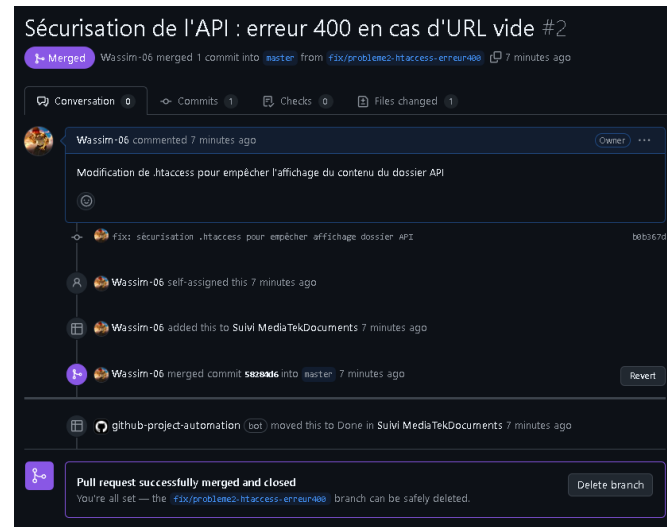 Sécurisation de l'API : erreur 400 en cas d'URL vide #2
Merged Wassim-06 merged 1 commit into master from fix/probleme2-htaccess-erreur400 7 minutes ago
Conversation 0 Commits 1 Checks 0 Files changed 1
Wassim-06 commented 7 minutes ago Owner ...
Modification de .htaccess pour empêcher l'affichage du contenu du dossier API
fix: sécurisation .htaccess pour empêcher affichage dossier API b0b367d
Wassim-06 self-assigned this 7 minutes ago
Wassim-06 added this to Suivi MediaTekDocuments 7 minutes ago
Wassim-06 merged commit 58284d6 into master 7 minutes ago Revert
github-project-automation bot moved this to Done in Suivi MediaTekDocuments 7 minutes ago
Pull request successfully merged and closed
You're all set — the fix/probleme2-htaccess-erreur400 branch can be safely deleted.
Delete branch